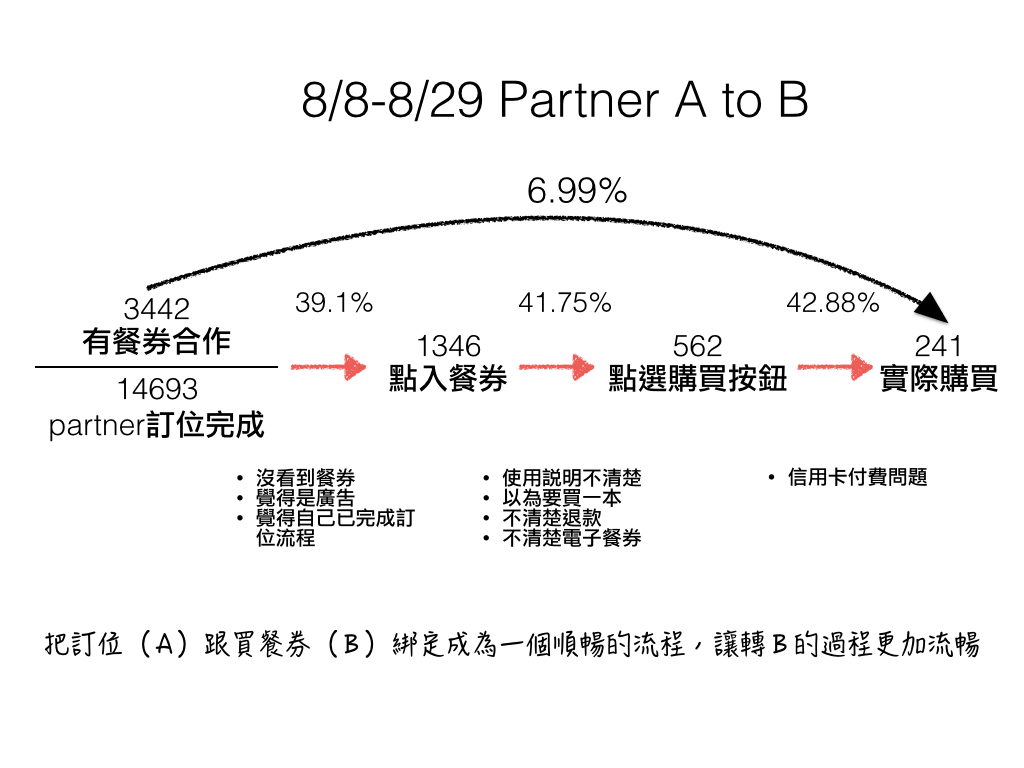 8/8-8/29 Partner A to B
6.99%
3442
有餐券合作
14693
partner訂位完成
39.1%
1346
點入餐券
41.75%
562
點選購買按鈕
42.88%
241
實際購買
• 沒看到餐券
• 覺得是廣告
• 覺得自己已完成訂
位流程
• 使用說明不清楚
• 以為要買一本
• 不清楚退款
• 不清楚電子餐券
• 信用卡付費問題
把訂位（A）跟買餐券（B）綁定成為一個順暢的流程，讓轉B的過程更加流暢